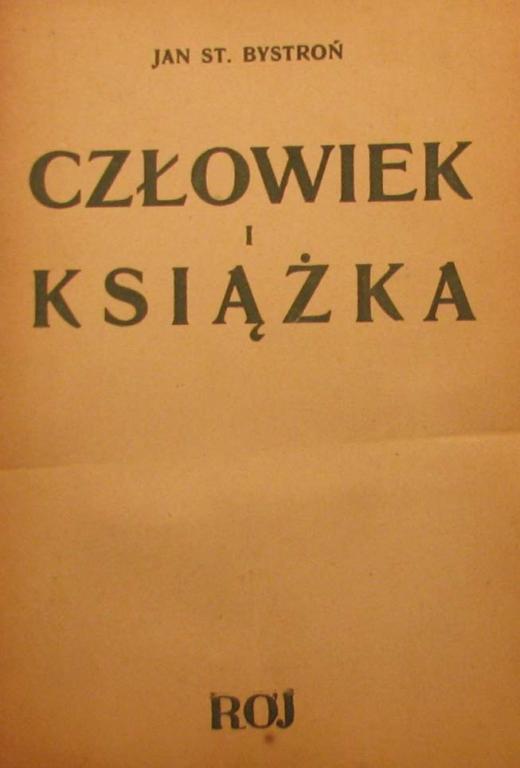 JAN ST. BYSTROŃ
CZŁOWIEK
I
KSIĄŻKA
RÓJ